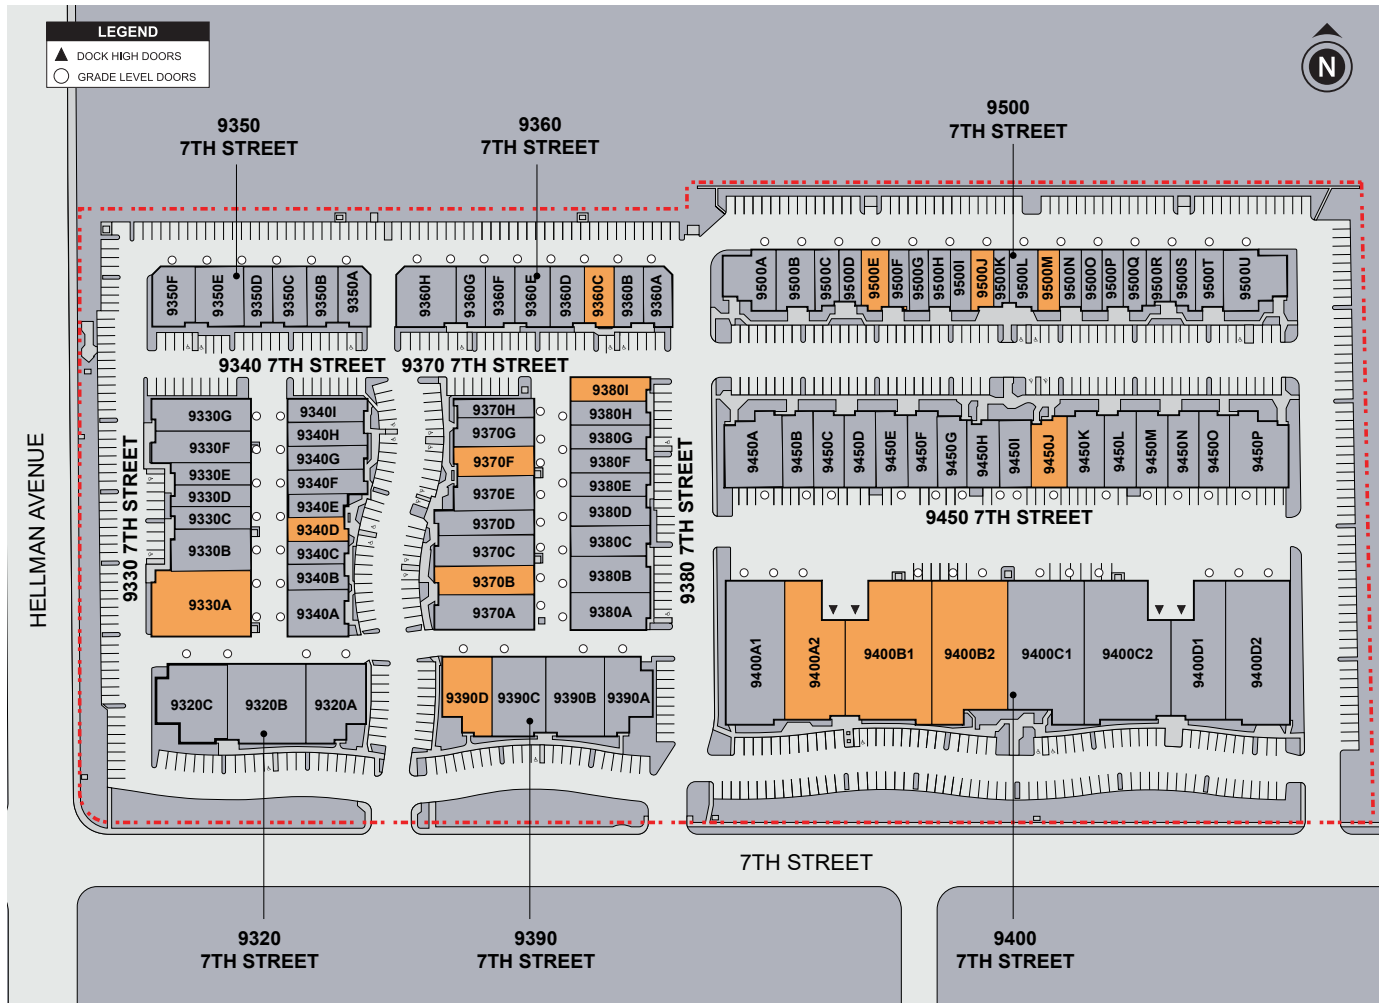 LEGEND
DOCK HIGH DOORS
GRADE LEVEL DOORS
N
9350
7TH STREET
9360
7TH STREET
9500
7TH STREET
9350F
9350E
9350D
9350C
9350B
9350A
9360H
9360G
9360F
9360E
9360D
9360C
9360B
9360A
9500A
9500B
9500C
9500D
9500E
9500F
9500G
9500H
9500I
9500J
9500K
9500L
9500M
9500N
9500O
9500P
9500Q
9500R
9500S
9500T
9500U
9340 7TH STREET
9370 7TH STREET
9330G
9330F
9330E
9330D
9330C
9330B
9330A
9340I
9340H
9340G
9340F
9340E
9340D
9340C
9340B
9340A
9370H
9370G
9370F
9370E
9370D
9370C
9370B
9370A
9380I
9380H
9380G
9380F
9380E
9380D
9380C
9380B
9380A
9450A
9450B
9450C
9450D
9450E
9450F
9450G
9450H
9450I
9450J
9450K
9450L
9450M
9450N
9450O
9450P
HELLMAN AVENUE
9330 7TH STREET
9380 7TH STREET
9450 7TH STREET
9320C
9320B
9320A
9390D
9390C
9390B
9390A
9400A1
9400A2
9400B1
9400B2
9400C1
9400C2
9400D1
9400D2
7TH STREET
9320
7TH STREET
9390
7TH STREET
9400
7TH STREET